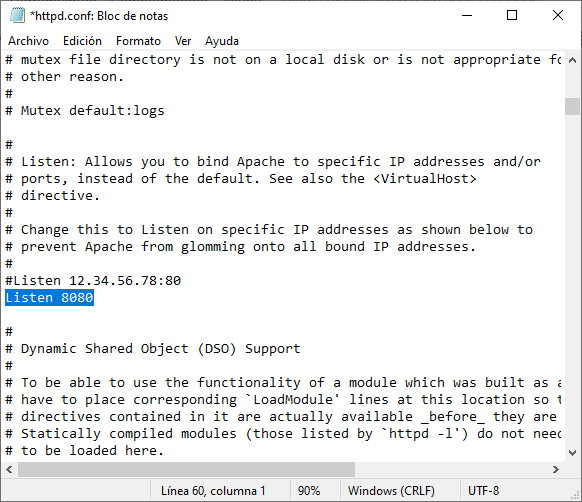 *httpd.conf: Bloc de notas
Archivo Edición Formato Ver Ayuda
# mutex file directory is not on a local disk or is not appropriate fo
# other reason.
#
# Mutex default:logs
#
# Listen: Allows you to bind Apache to specific IP addresses and/or
# ports, instead of the default. See also the <VirtualHost>
# directive.
#
# Change this to Listen on specific IP addresses as shown below to
# prevent Apache from glomming onto all bound IP addresses.
#
#Listen 12.34.56.78:80
Listen 8080
#
# Dynamic Shared Object (DSO) Support
#
# To be able to use the functionality of a module which was built as a
# have to place corresponding `LoadModule' lines at this location so t
# directives contained in it are actually available _before_ they are
# Statically compiled modules (those listed by `httpd -l') do not need
# to be loaded here.
Línea 60, columna 1 90% Windows (CRLF) UTF-8